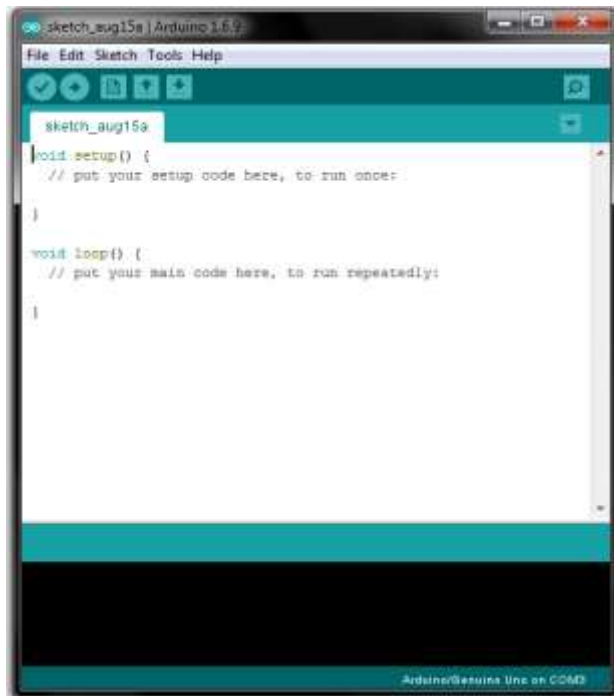 sketch_aug15a | Arduino 1.6.9
File Edit Sketch Tools Help
sketch_aug15a
void setup() {
// put your setup code here, to run once:
}
void loop() {
// put your main code here, to run repeatedly:
}
Arduino/Genuino Uno on COM3